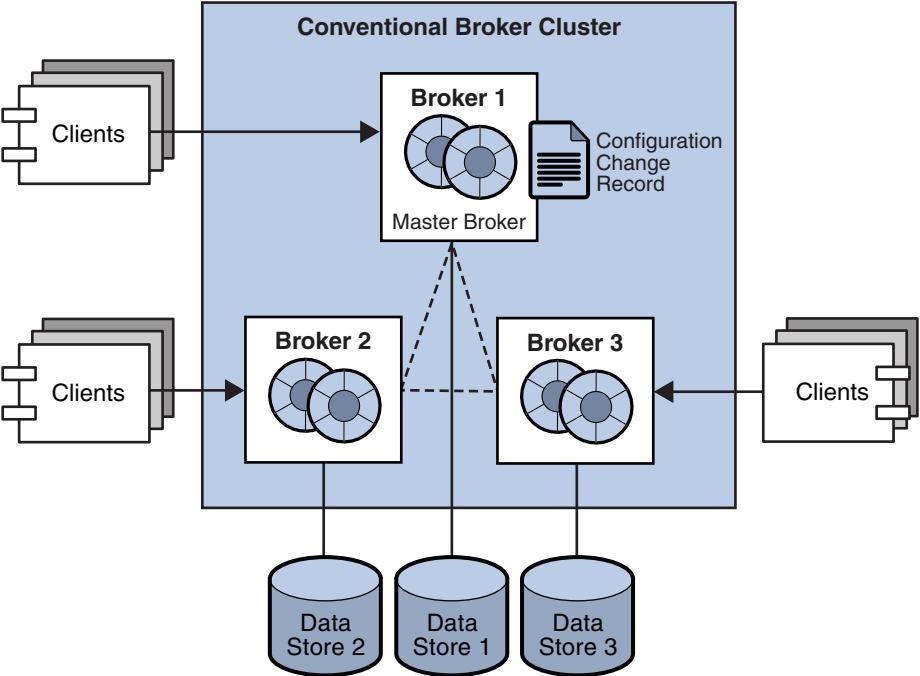 Conventional Broker Cluster
Clients
Broker 1
Configuration
Change
Record
Master Broker
Clients
Broker 2
Broker 3
Clients
Data
Store 2
Data
Store 1
Data
Store 3